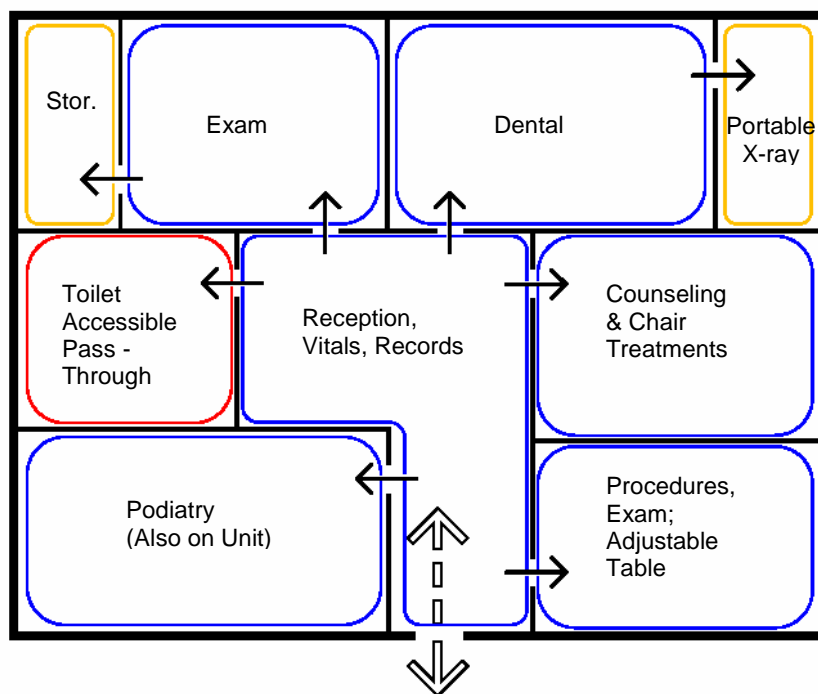 Stor.
Exam
Dental
Portable
X-ray
Toilet
Accessible
Pass -
Through
Reception,
Vitals, Records
Counseling
& Chair
Treatments
Podiatry
(Also on Unit)
Procedures,
Exam;
Adjustable
Table